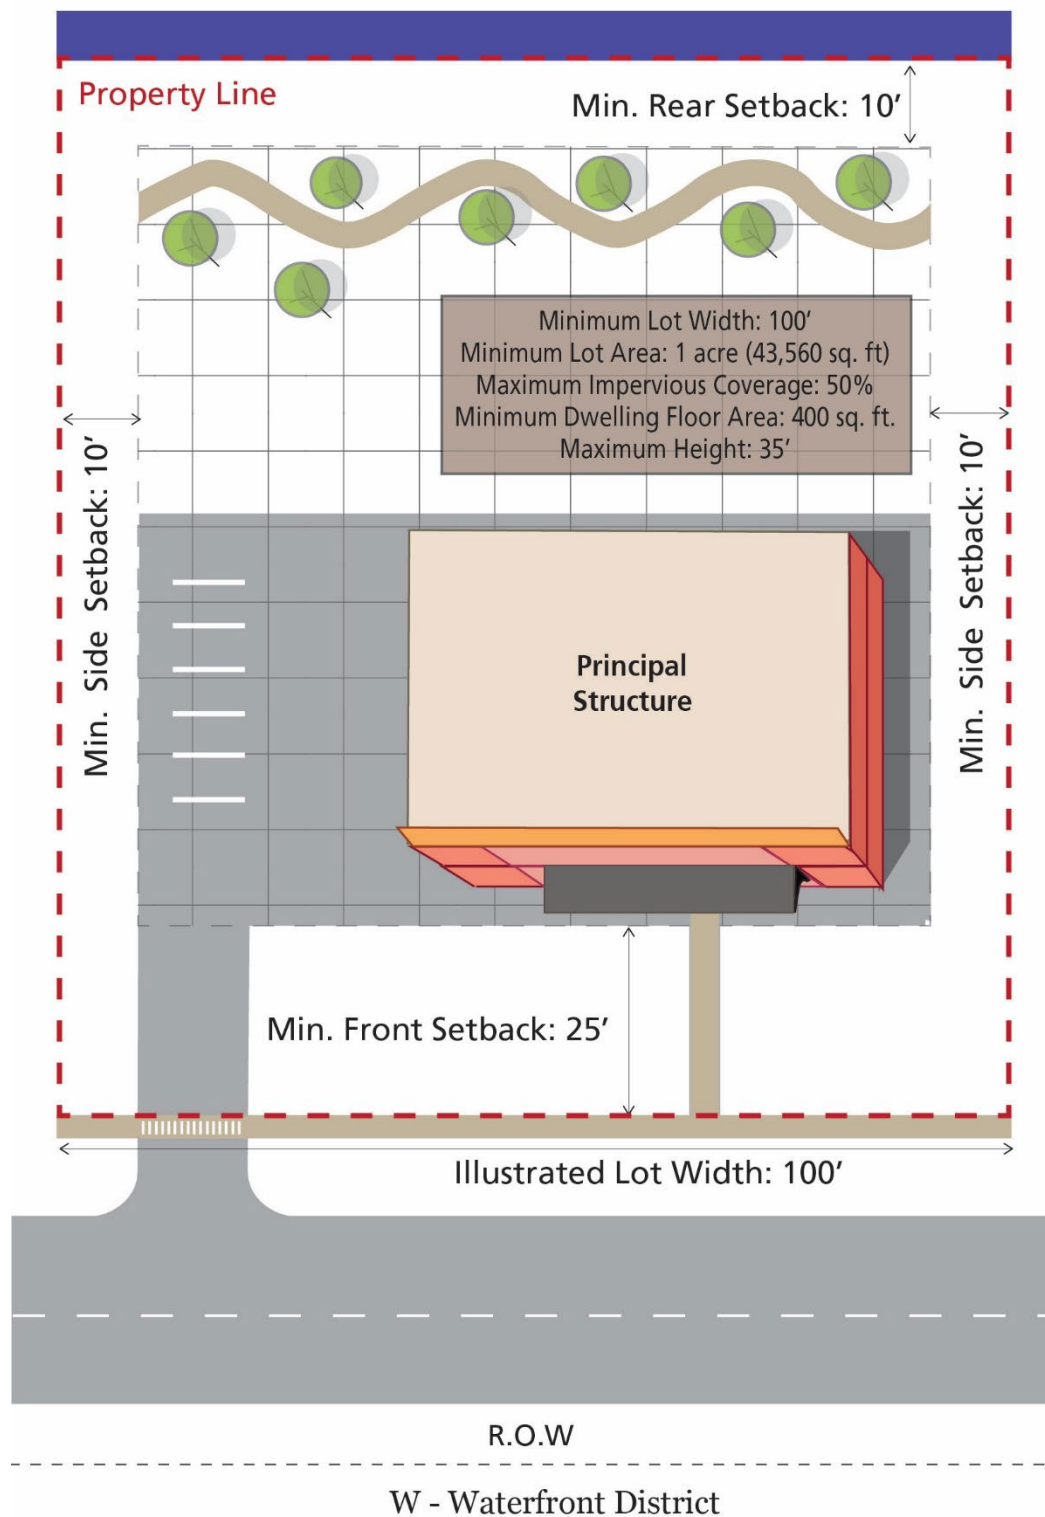 Property Line
Min. Rear Setback: 10’
Minimum Lot Width: 100’
Minimum Lot Area: 1 acre (43,560 sq. ft)
Maximum Impervious Coverage: 50%
Minimum Dwelling Floor Area: 400 sq. ft.
Maximum Height: 35’
Min. Side Setback: 10’
Min. Side Setback: 10’
Principal
Structure
Min. Front Setback: 25’
Illustrated Lot Width: 100’
R.O.W
W - Waterfront District